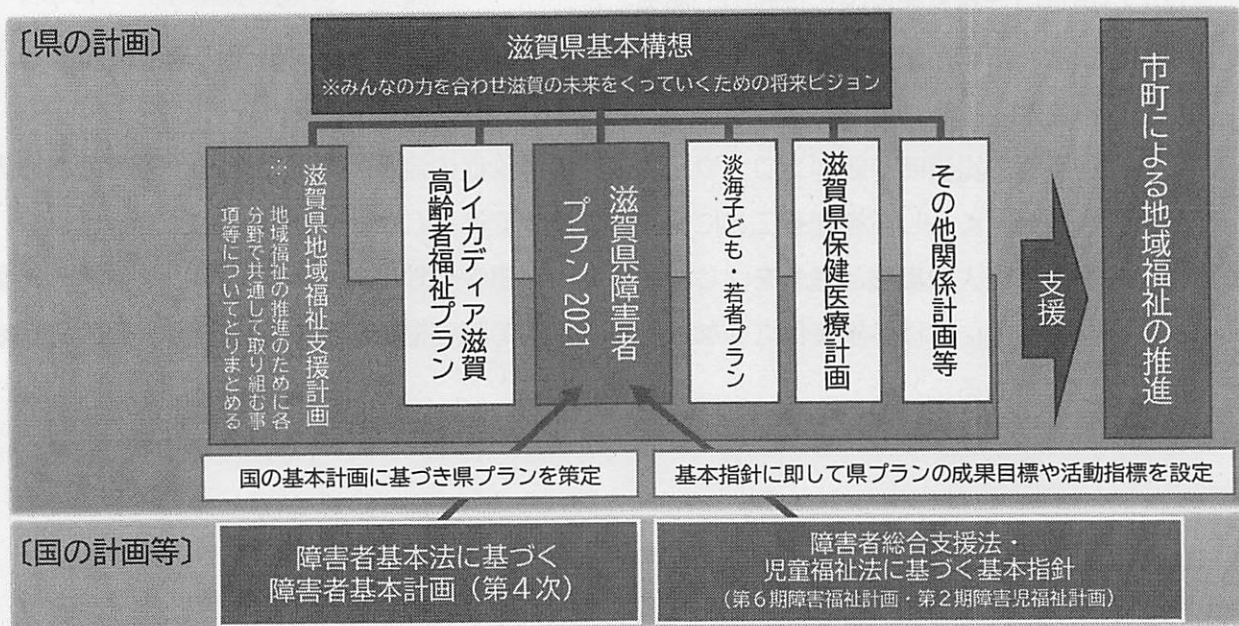 〔県の計画〕
滋賀県基本構想
※みんなの力を合わせ滋賀の未来をくっていくための将来ビジョン
滋賀県地域福祉支援計画
※地域福祉の推進のために各
分野で共通して取り組む事
項等についてとりまとめる
レイカディア滋賀
高齢者福祉プラン
滋賀県障害者
プラン2021
淡海子ども・若者プラン
滋賀県保健医療計画
その他関係計画等
支援
市町による地域福祉の推進
国の基本計画に基づき県プランを策定
基本指針に即して県プランの成果目標や活動指標を設定
〔国の計画等〕
障害者基本法に基づく
障害者基本計画（第４次）
障害者総合支援法・
児童福祉法に基づく基本指針
（第６期障害福祉計画・第２期障害児福祉計画）